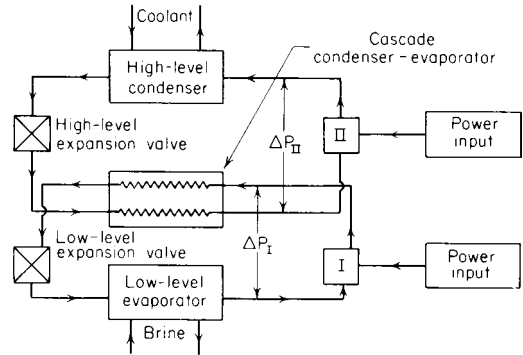 Coolant
Cascade
condenser-evaporator
High-level
condenser
High-level
expansion valve
ΔP_II
II
Power
input
Low-level
expansion valve
ΔP_I
I
Power
input
Low-level
evaporator
Brine